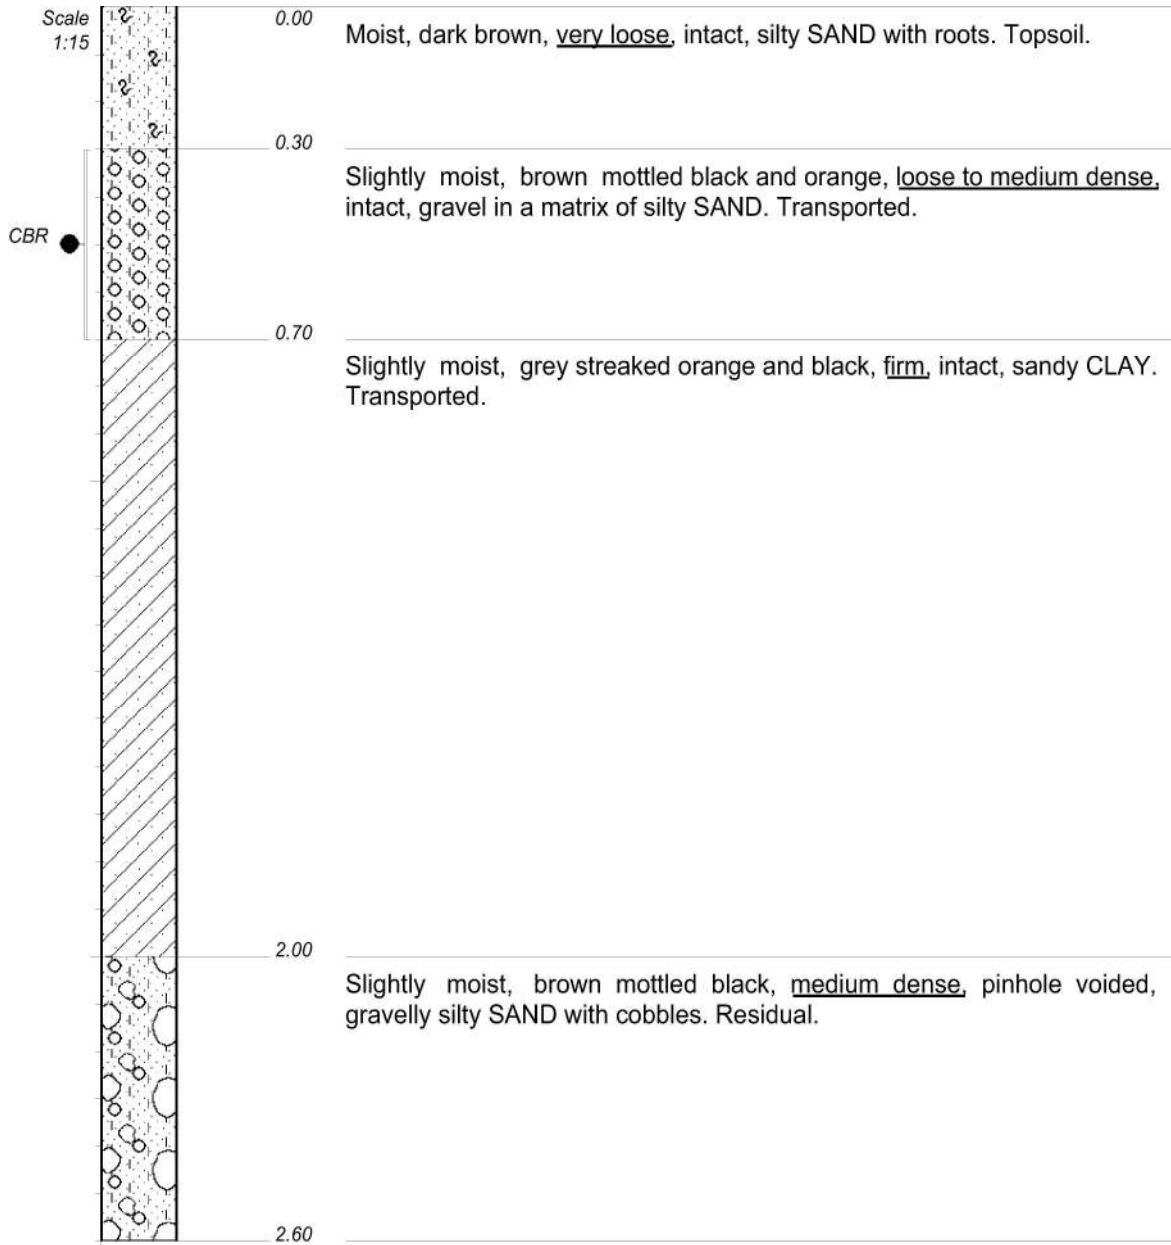 Scale
1:15
0.00
Moist, dark brown, very loose, intact, silty SAND with roots. Topsoil.
0.30
Slightly moist, brown mottled black and orange, loose to medium dense,
intact, gravel in a matrix of silty SAND. Transported.
CBR
0.70
Slightly moist, grey streaked orange and black, firm, intact, sandy CLAY.
Transported.
2.00
Slightly moist, brown mottled black, medium dense, pinhole voided,
gravelly silty SAND with cobbles. Residual.
2.60